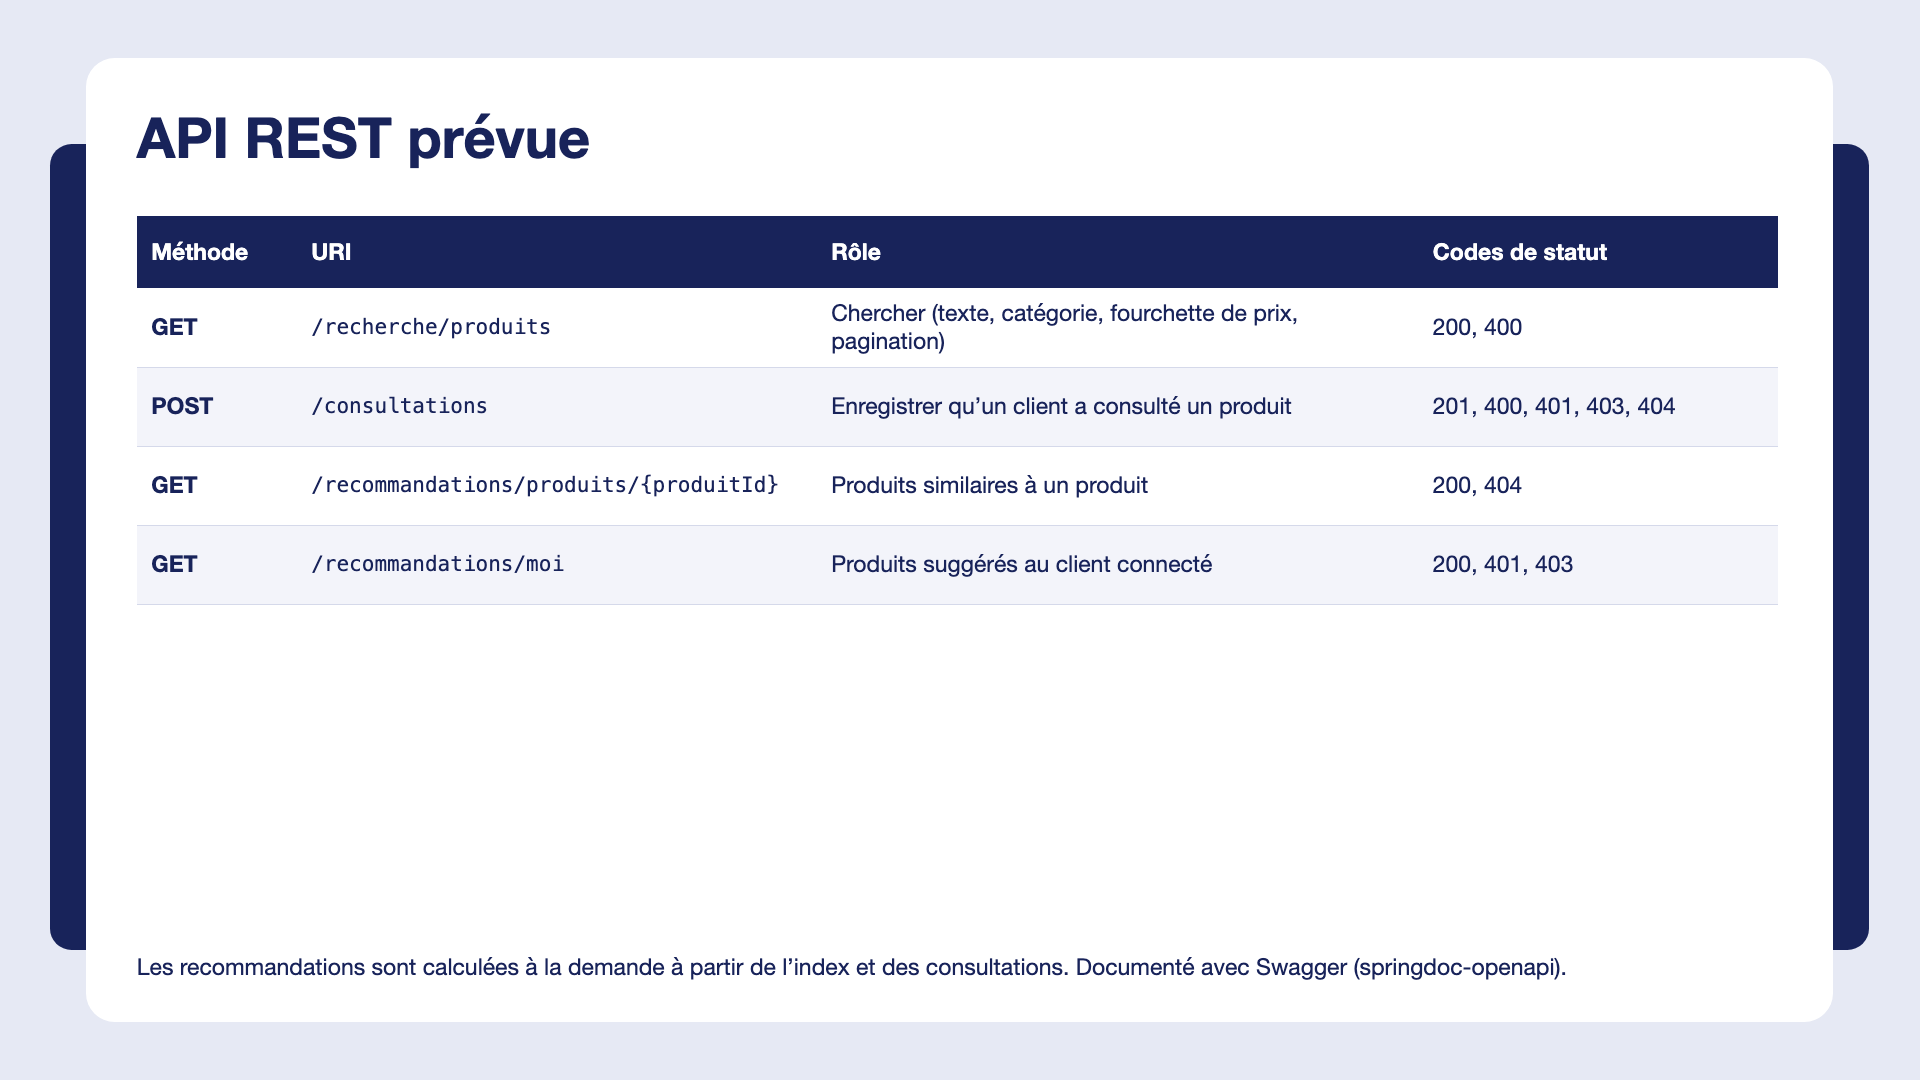 API REST prévue
Méthode URI Rôle Codes de statut
GET /recherche/produits Chercher (texte, catégorie, fourchette de prix, pagination) 200, 400
POST /consultations Enregistrer qu’un client a consulté un produit 201, 400, 401, 403, 404
GET /recommandations/produits/{produitId} Produits similaires à un produit 200, 404
GET /recommandations/moi Produits suggérés au client connecté 200, 401, 403
Les recommandations sont calculées à la demande à partir de l’index et des consultations. Documenté avec Swagger (springdoc-openapi).